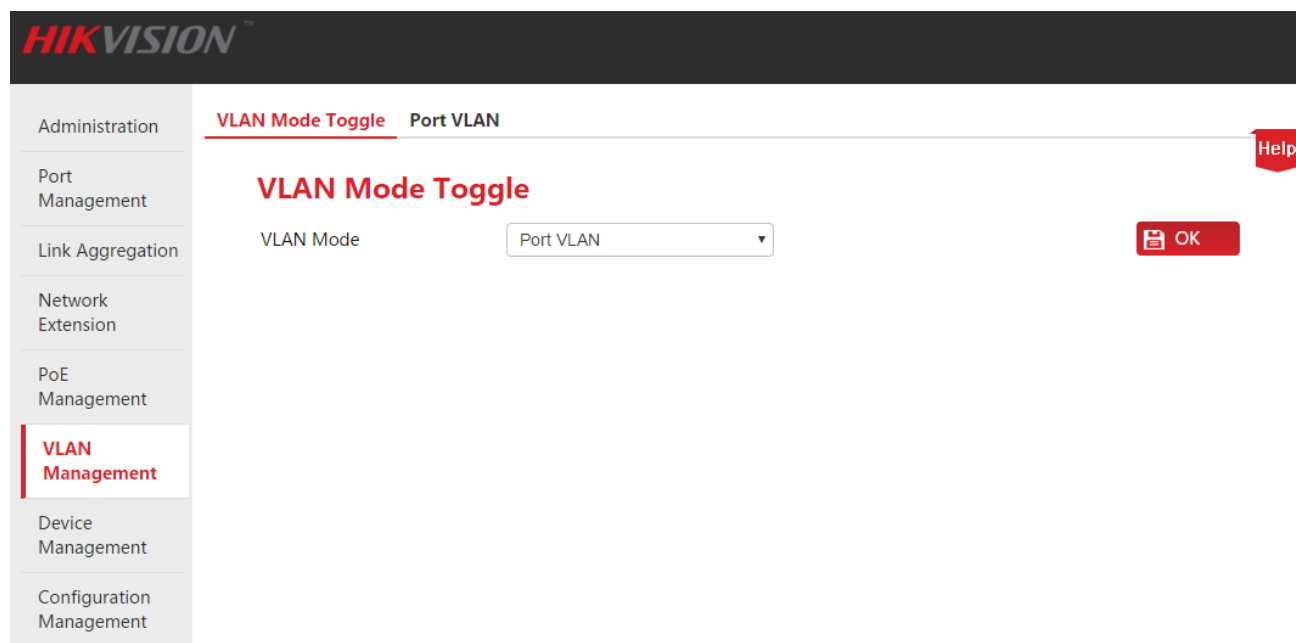 HIKVISION™
Administration
Port
Management
Link Aggregation
Network
Extension
PoE
Management
VLAN
Management
Device
Management
Configuration
Management
VLAN Mode Toggle Port VLAN
Help
VLAN Mode Toggle
VLAN Mode Port VLAN OK